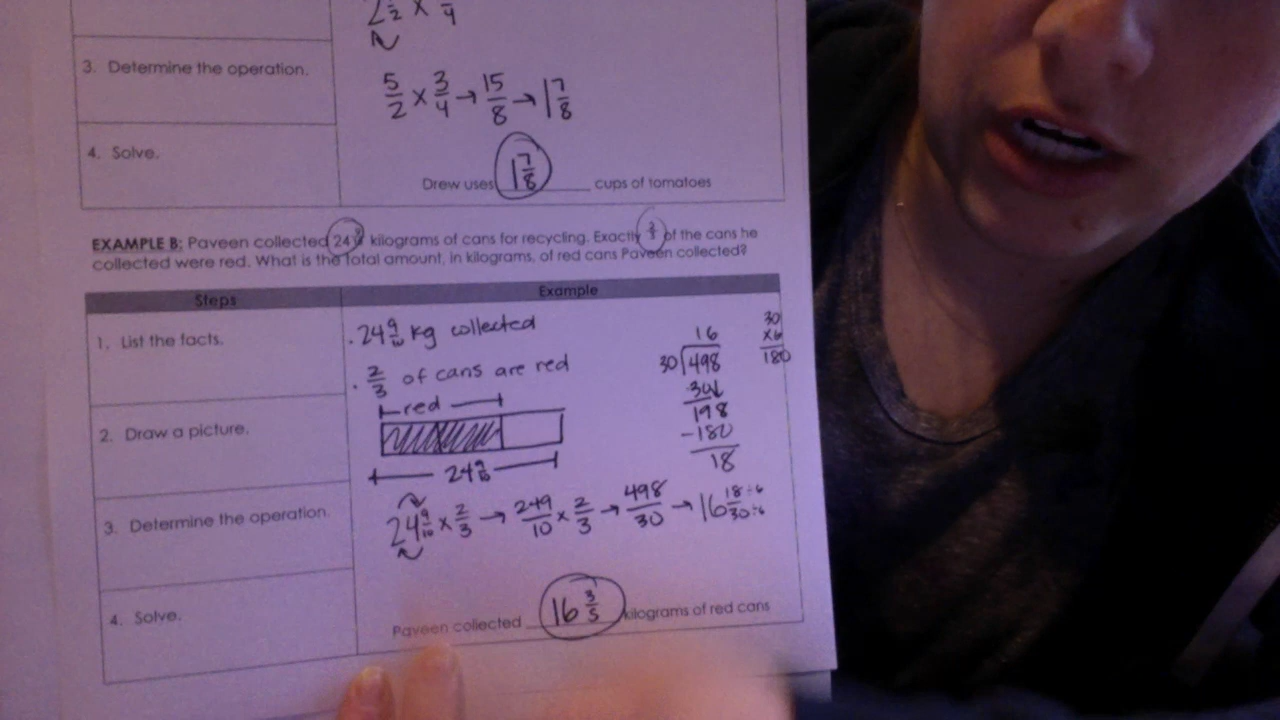 2 1/2 × 3/4
3. Determine the operation.
5/2 × 3/4 → 15/8 → 1 7/8
4. Solve.
Drew uses 1 7/8 cups of tomatoes
EXAMPLE B: Paveen collected 24 9/10 kilograms of cans for recycling. Exactly 2/3 of the cans he
collected were red. What is the total amount, in kilograms, of red cans Paveen collected?
Steps
Example
1. List the facts.
. 24 9/10 kg collected
. 2/3 of cans are red
2. Draw a picture.
red
24 9/10
16
30)498
198
-180
18
30
x6
180
3. Determine the operation.
24 9/10 × 2/3 → 249/10 × 2/3 → 498/30 → 16 18÷6/30÷6
4. Solve.
Paveen collected 16 3/5 kilograms of red cans